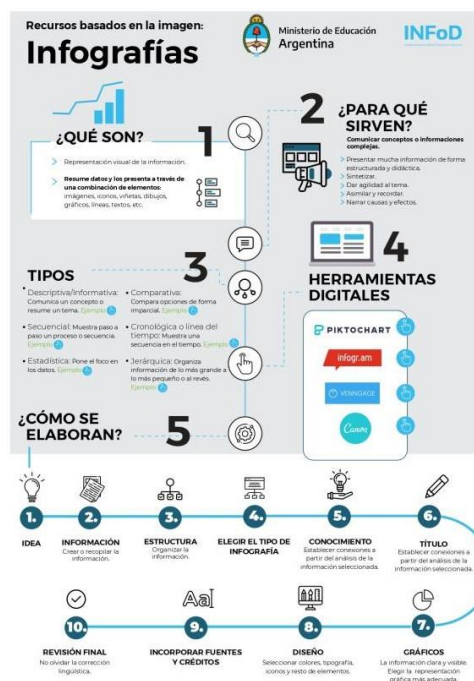 Recursos basados en la imagen:
Infografías
Ministerio de Educación
Argentina
INFoD
1
¿QUÉ SON?
Representación visual de la información.
Resume datos y los presenta a través de
una combinación de elementos:
imágenes, iconos, viñetas, dibujos,
gráficos, líneas, textos, etc.
2
¿PARA QUÉ
SIRVEN?
Comunicar conceptos o informaciones
complejas.
Presentar mucha información de forma
estructurada y didáctica.
Sintetizar.
Dar agilidad al tema.
Asimilar y recordar.
Narrar causas y efectos.
3
TIPOS
Descriptiva/Informativa:
Comunica un concepto o
resume un tema. Ejemplo
Secuencial: Muestra paso a
paso un proceso o secuencia.
Ejemplo
Estadística: Pone el foco en
los datos. Ejemplo
Comparativa:
Compara opciones de forma
imparcial. Ejemplo
Cronológica o línea del
tiempo: Muestra una
secuencia en el tiempo. Ejemplo
Jerárquica: Organiza
información de lo más grande a
lo más pequeño o al revés.
Ejemplo
4
HERRAMIENTAS
DIGITALES
PIKTOCHART
infogr.am
VENNGAGE
Canva
5
¿CÓMO SE
ELABORAN?
1.
IDEA
2.
INFORMACIÓN
Crear o recopilar la
información.
3.
ESTRUCTURA
Organizar la
información.
4.
ELEGIR EL TIPO DE
INFOGRAFÍA
5.
CONOCIMIENTO
Establecer conexiones a
partir del análisis de la
información seleccionada.
6.
TÍTULO
Establecer conexiones a
partir del análisis de la
información seleccionada.
7.
GRÁFICOS
La información clara y visible.
Elegir la representación
gráfica más adecuada.
8.
DISEÑO
Seleccionar colores, tipografía,
iconos y resto de elementos.
9.
Aa
INCORPORAR FUENTES
Y CRÉDITOS
10.
REVISIÓN FINAL
No olvidar la corrección
lingüística.